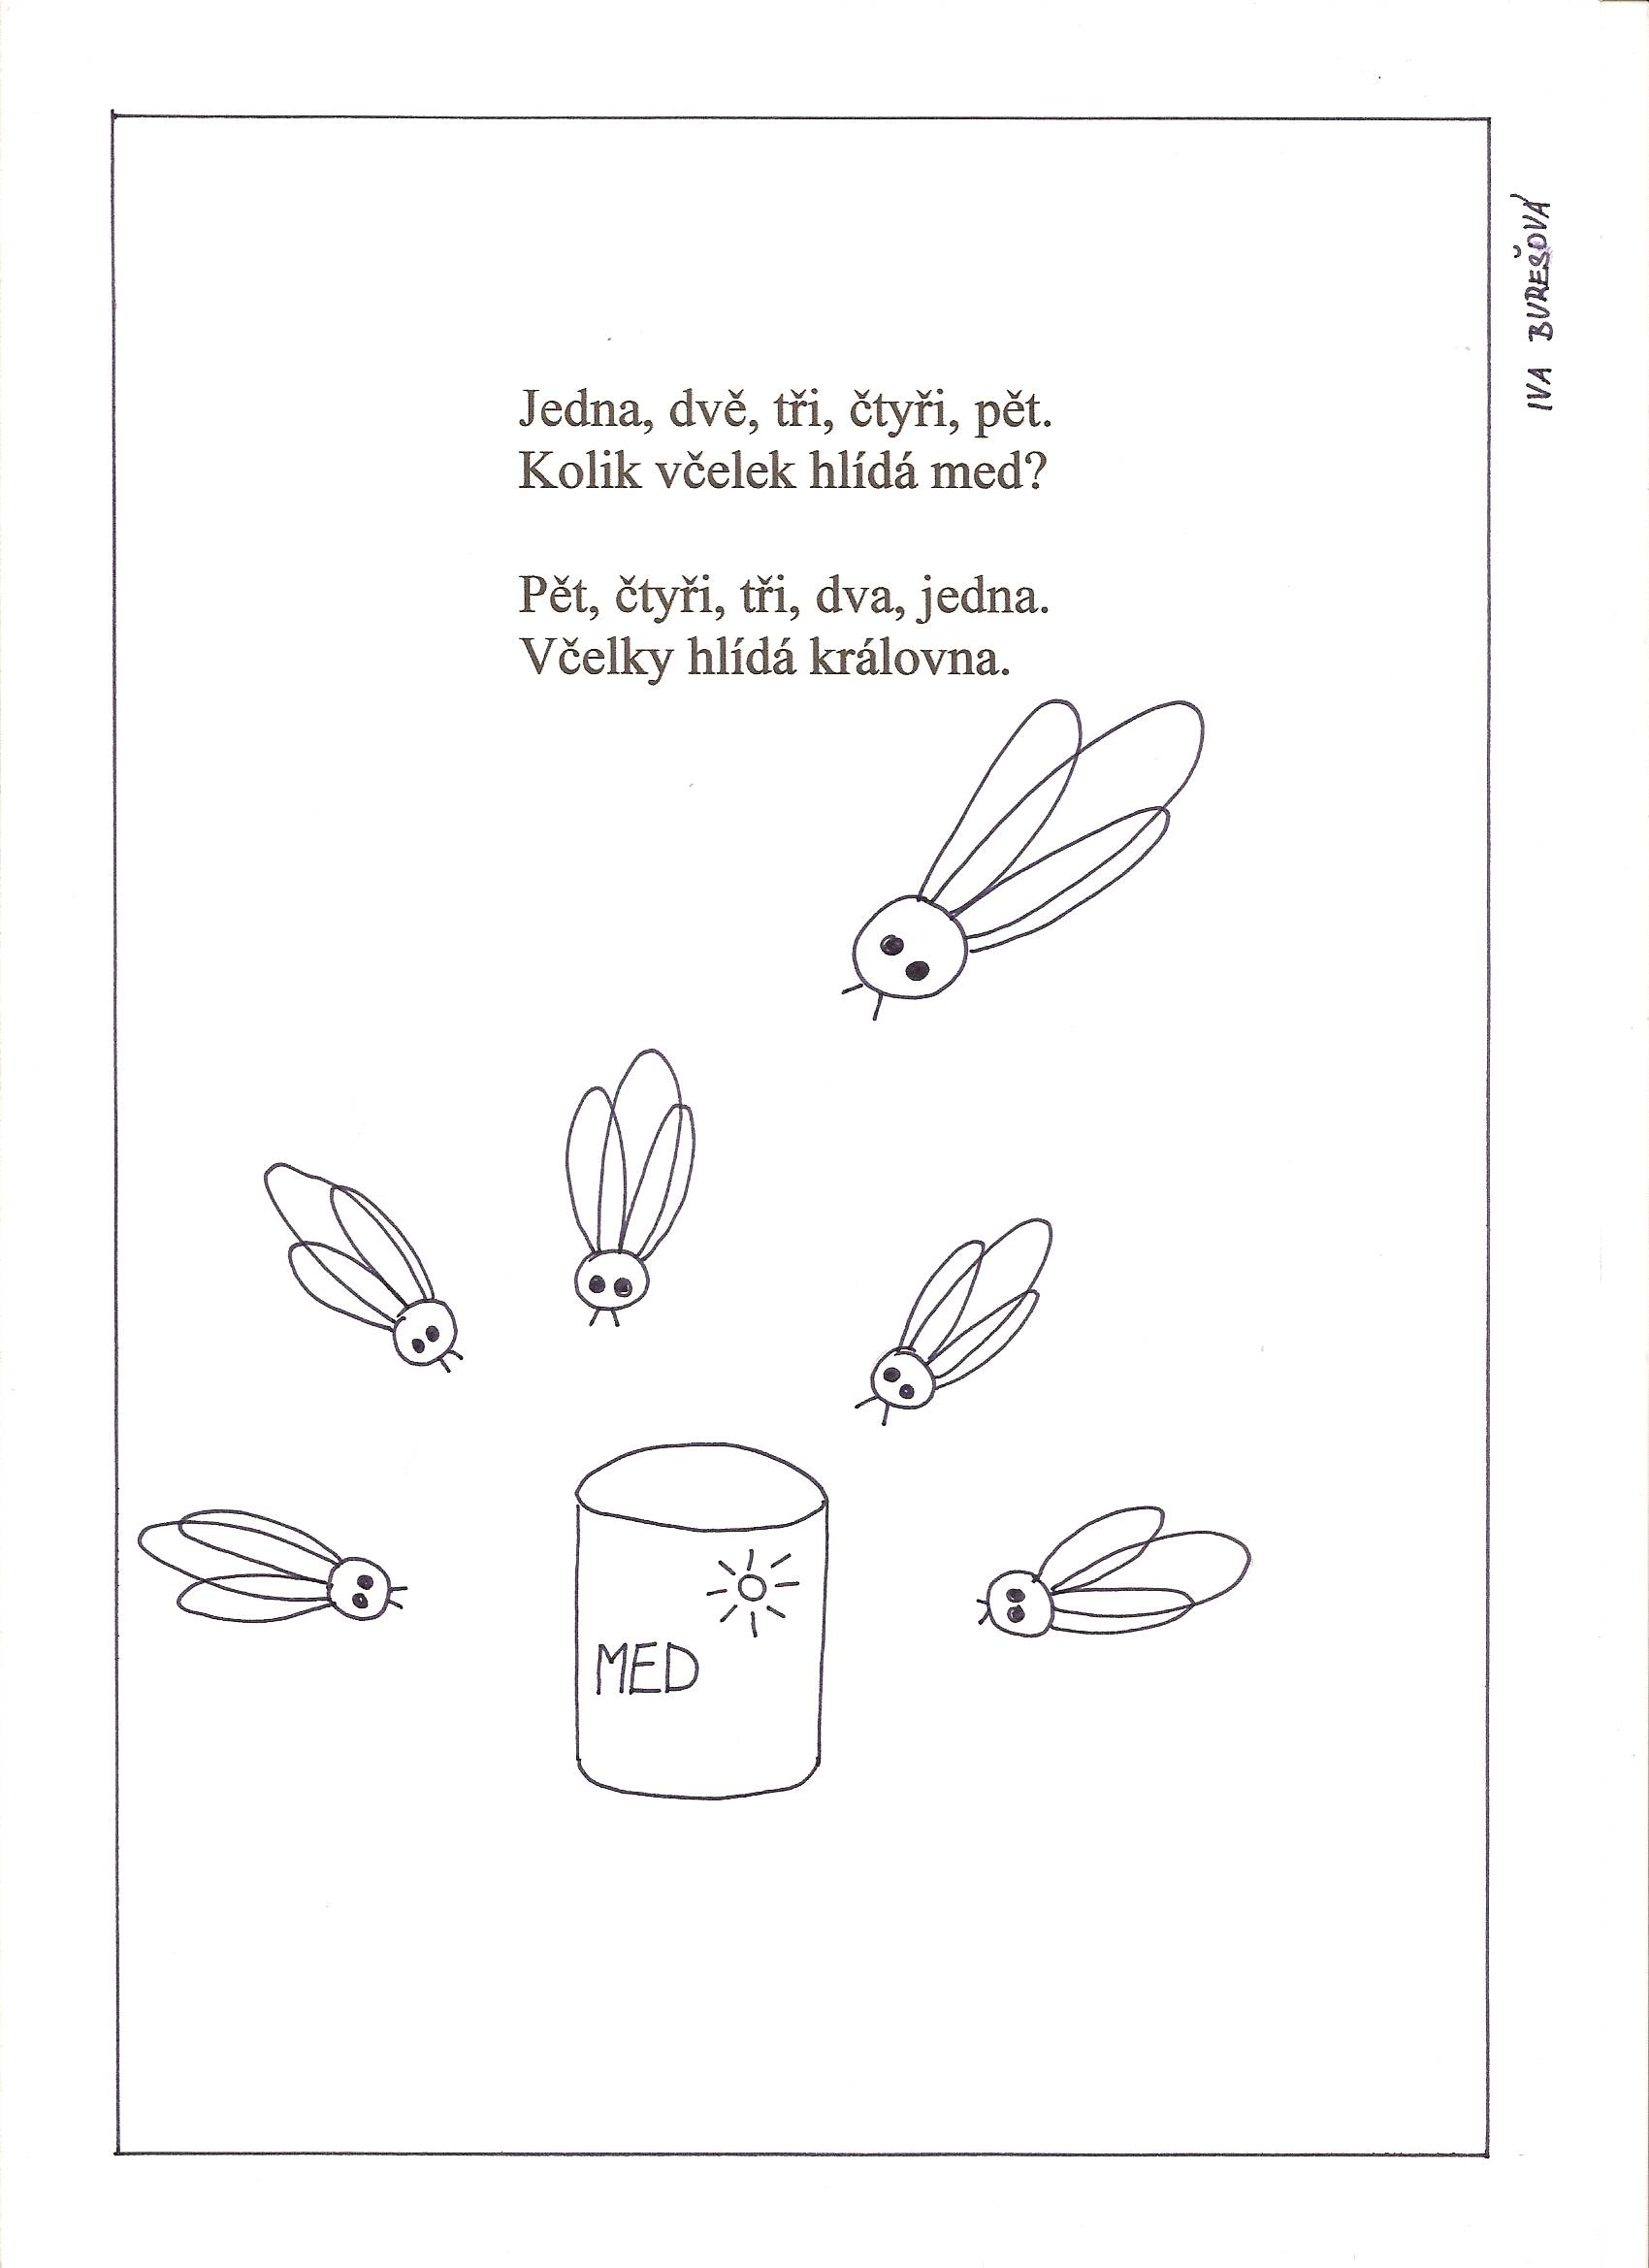 Jedna, dvě, tři, čtyři, pět.
Kolik včelek hlídá med?
Pět, čtyři, tři, dva, jedna.
Včelky hlídá královna.
MED
IVA BUREŠOVÁ